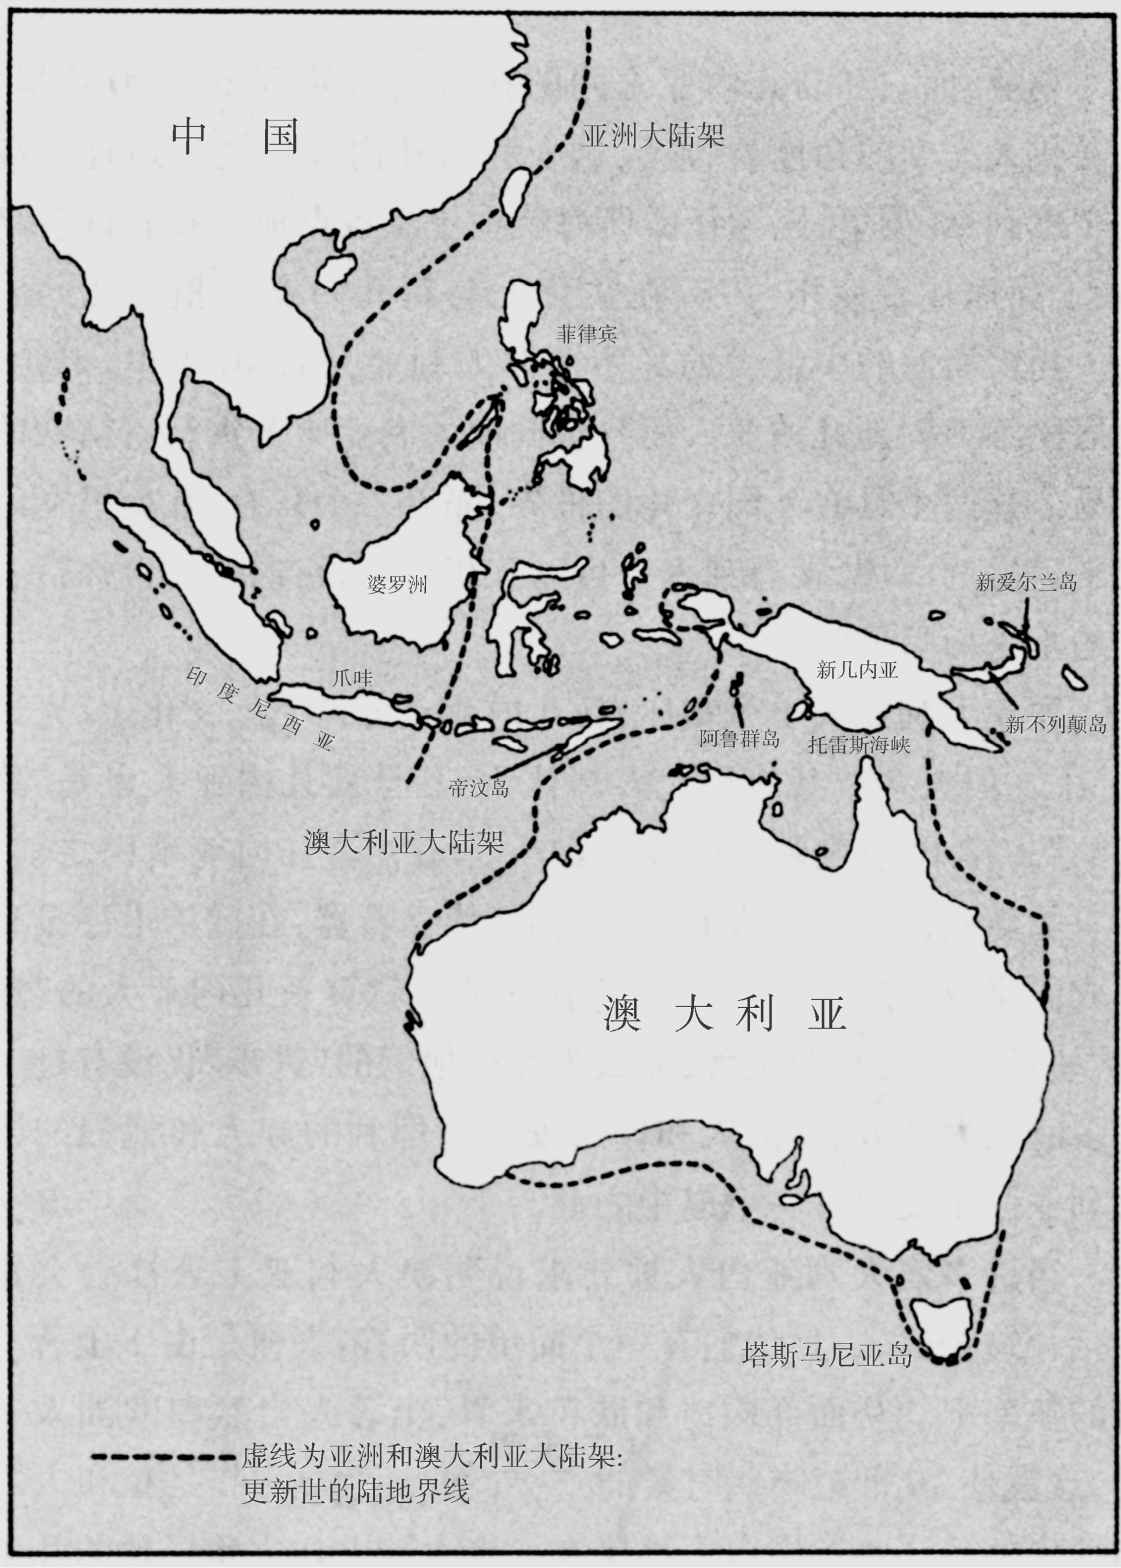 中 国
亚洲大陆架
菲律宾
婆罗洲
新爱尔兰岛
印度尼西亚
爪哇
新几内亚
新不列颠岛
阿鲁群岛
托雷斯海峡
帝汶岛
澳大利亚大陆架
澳大利亚
塔斯马尼亚岛
虚线为亚洲和澳大利亚大陆架:
更新世的陆地界线